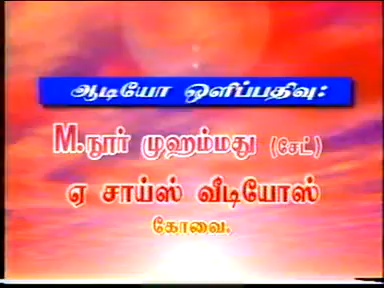 ஆடியோ ஒளிப்பதிவு:
M.நூர் முஹம்மது (சேட்)
ஏ சாய்ஸ் வீடியோஸ்
கோவை.